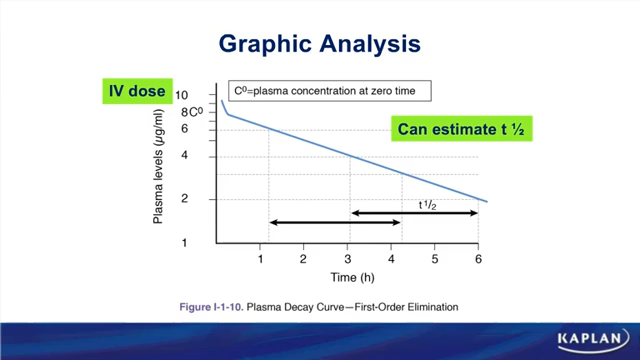 Graphic Analysis
IV dose
C⁰=plasma concentration at zero time
Can estimate t ½
Plasma levels (µg/ml)
10
8C⁰
6
4
2
1
t 1/2
1 2 3 4 5 6
Time (h)
Figure I-1-10. Plasma Decay Curve—First-Order Elimination
KAPLAN